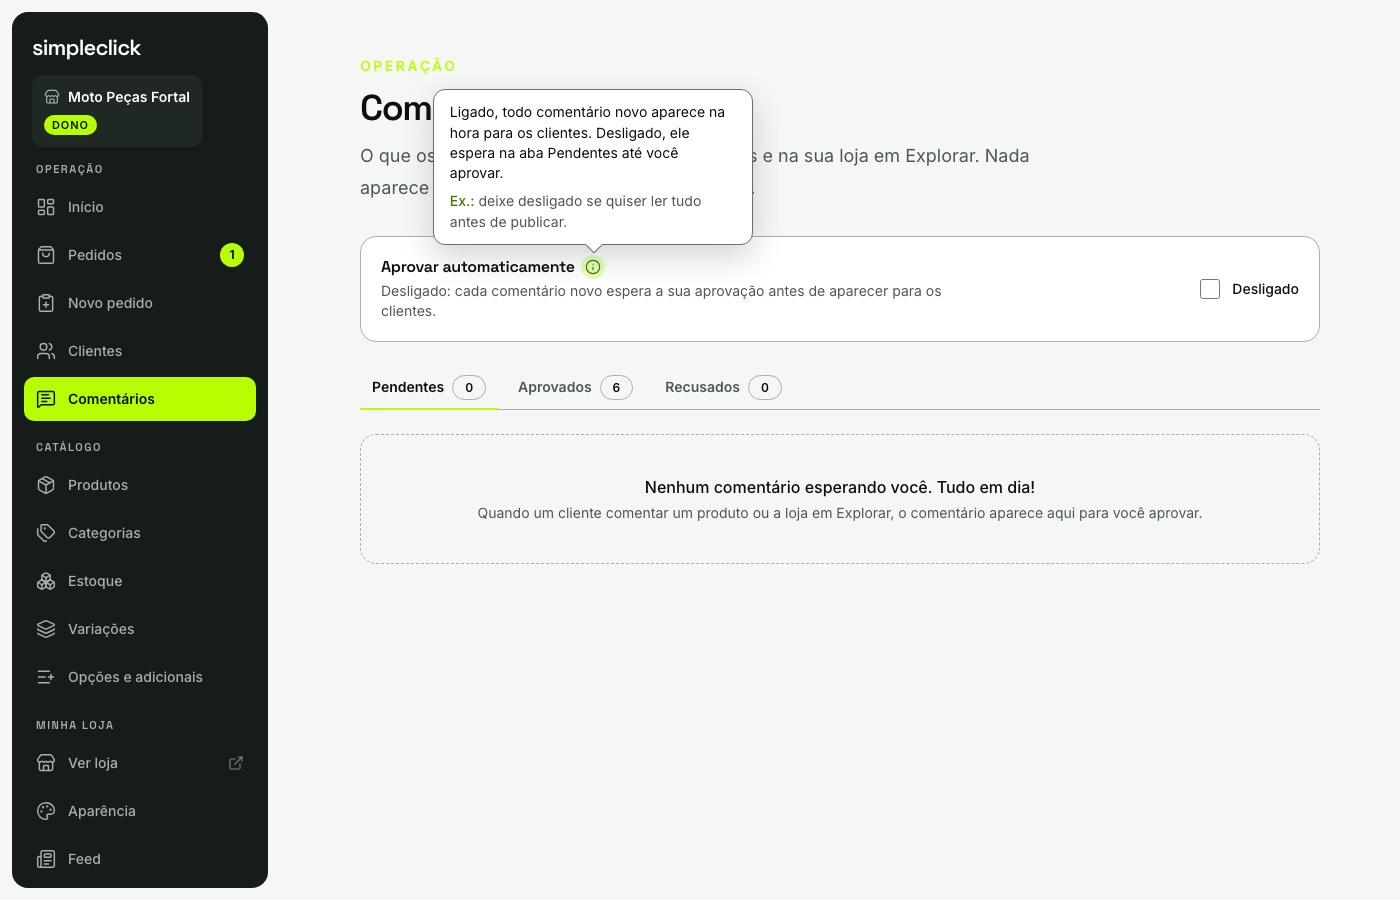 simpleclick
Moto Peças Fortal
DONO
OPERAÇÃO
Início
Pedidos
1
Novo pedido
Clientes
Comentários
CATÁLOGO
Produtos
Categorias
Estoque
Variações
Opções e adicionais
MINHA LOJA
Ver loja
Aparência
Feed
OPERAÇÃO
Com
Ligado, todo comentário novo aparece na
hora para os clientes. Desligado, ele
espera na aba Pendentes até você
aprovar.
Ex.: deixe desligado se quiser ler tudo
antes de publicar.
O que os
s e na sua loja em Explorar. Nada
aparece
Aprovar automaticamente
Desligado: cada comentário novo espera a sua aprovação antes de aparecer para os
clientes.
Desligado
Pendentes 0
Aprovados 6
Recusados 0
Nenhum comentário esperando você. Tudo em dia!
Quando um cliente comentar um produto ou a loja em Explorar, o comentário aparece aqui para você aprovar.